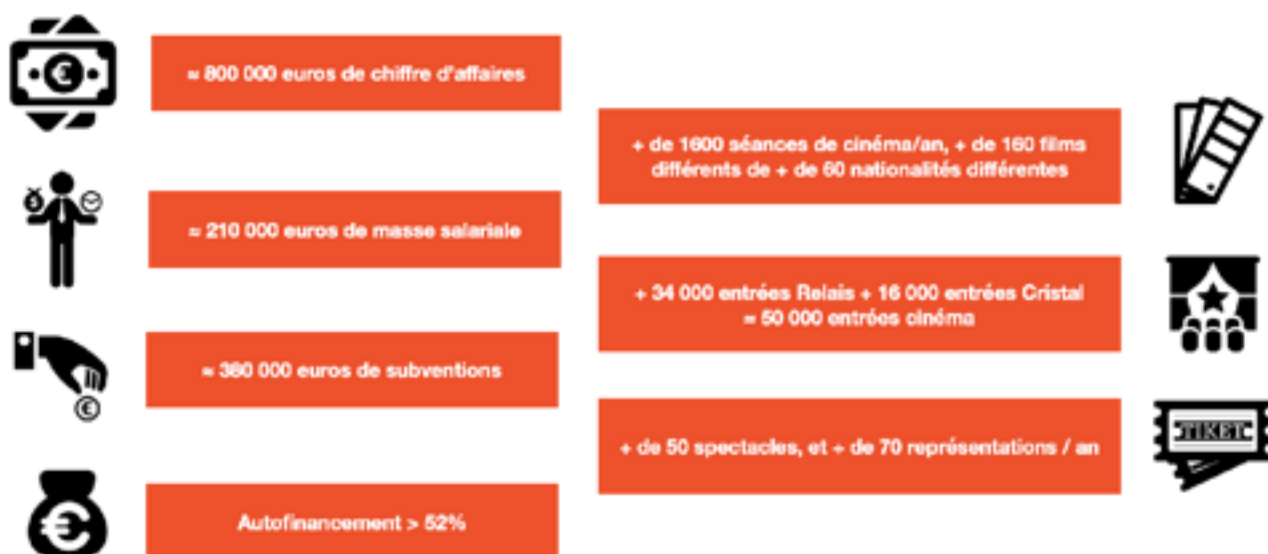 ≈ 800 000 euros de chiffre d'affaires
≈ 210 000 euros de masse salariale
≈ 380 000 euros de subventions
Autofinancement > 52%
+ de 1600 séances de cinéma/an, + de 160 films
différents de + de 60 nationalités différentes
+ 34 000 entrées Relais + 16 000 entrées Cristal
= 50 000 entrées cinéma
+ de 50 spectacles, et + de 70 représentations / an
TIKET